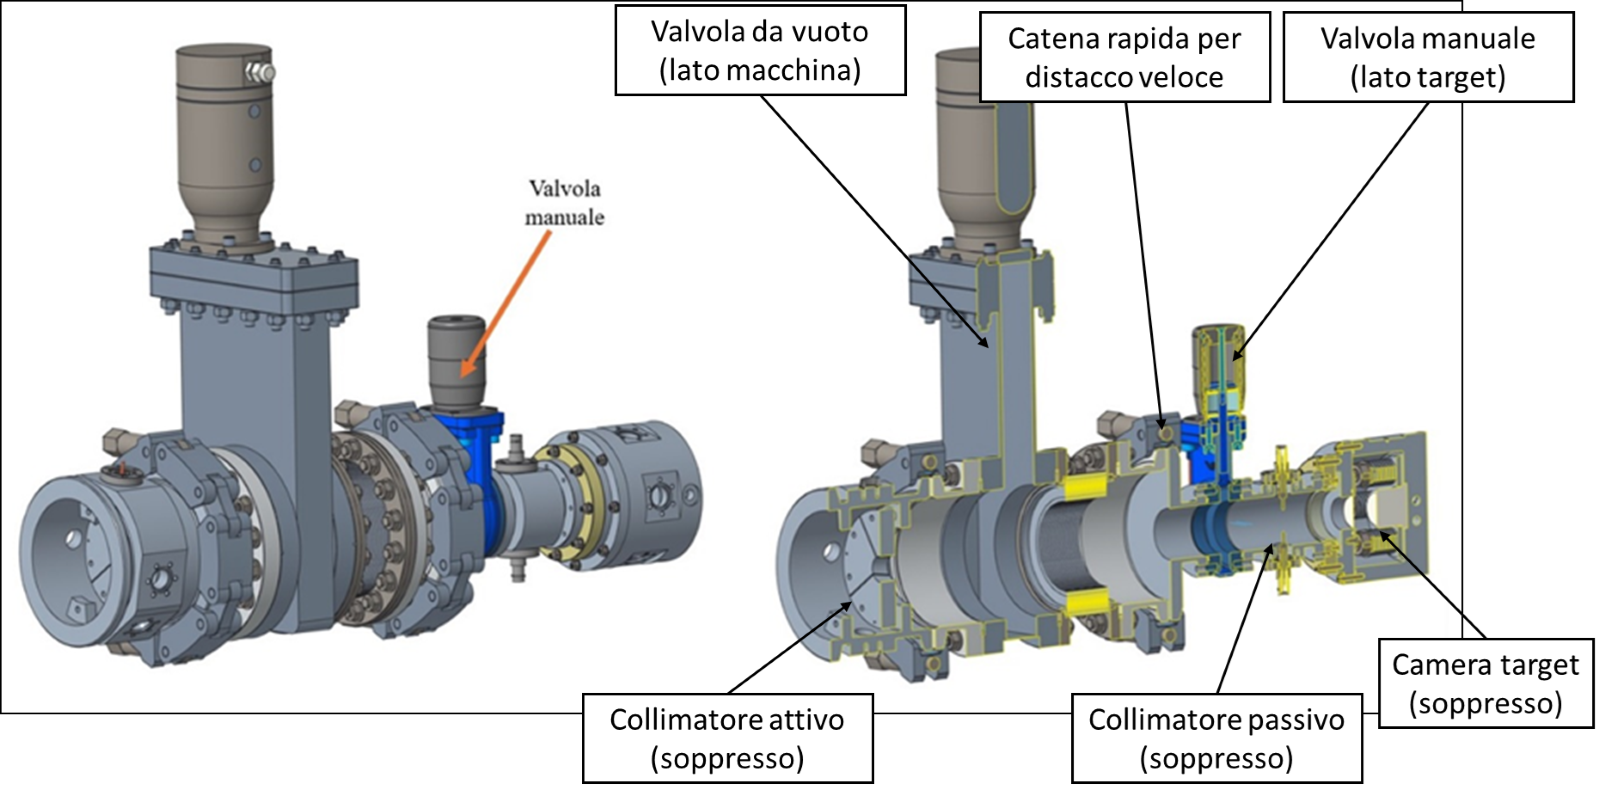 Valvola da vuoto
(lato macchina)
Catena rapida per
distacco veloce
Valvola manuale
(lato target)
Valvola
manuale
Camera target
(soppresso)
Collimatore attivo
(soppresso)
Collimatore passivo
(soppresso)